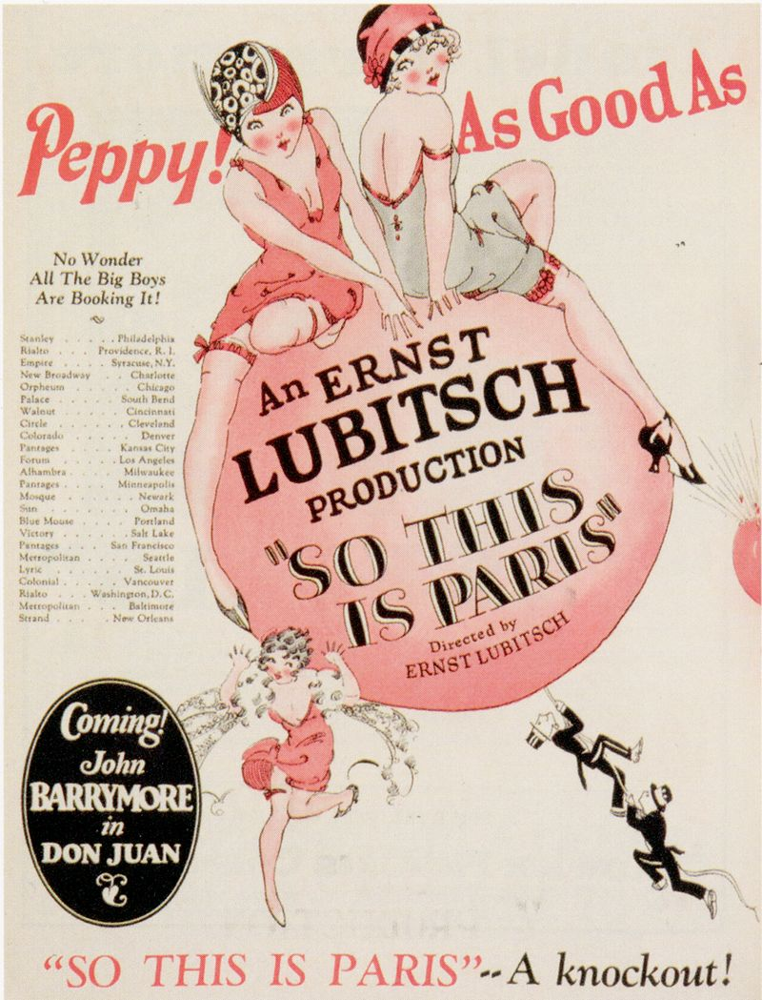 Peppy!
As Good As
No Wonder
All The Big Boys
Are Booking It!
Stanley . . . . . Philadelphia
Rialto . . . . Providence, R. I.
Empire . . . . Syracuse, N.Y.
New Broadway . . Charlotte
Orpheum . . . . . Chicago
Palace . . . . . South Bend
Walnut . . . . . Cincinnati
Circle . . . . . Cleveland
Colorado . . . . . Denver
Pantages . . . . Kansas City
Forum . . . . . Los Angeles
Alhambra . . . . Milwaukee
Pantages . . . . Minneapolis
Mosque . . . . . Newark
Sun . . . . . . . Omaha
Blue Mouse . . . . Portland
Victory . . . . . Salt Lake
Pantages . . . San Francisco
Metropolitan . . . . Seattle
Lyric . . . . . . St. Louis
Colonial . . . . Vancouver
Rialto . . . Washington, D. C.
Metropolitan . . . Baltimore
Strand . . . . New Orleans
An ERNST
LUBITSCH
PRODUCTION
"SO THIS
IS PARIS"
Directed by
ERNST LUBITSCH
Coming!
John
BARRYMORE
in
DON JUAN
"SO THIS IS PARIS"--A knockout!